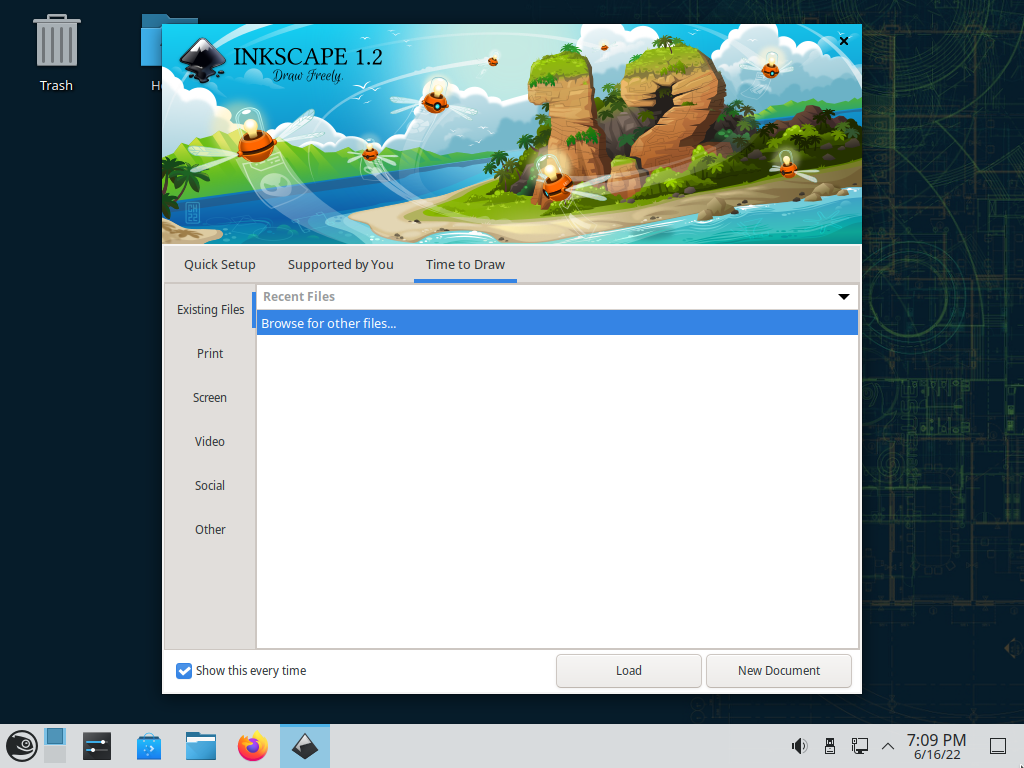 Trash
H
INKSCAPE 1.2
Draw Freely.
Quick Setup
Supported by You
Time to Draw
Existing Files
Recent Files
Browse for other files...
Print
Screen
Video
Social
Other
Show this every time
Load
New Document
7:09 PM
6/16/22